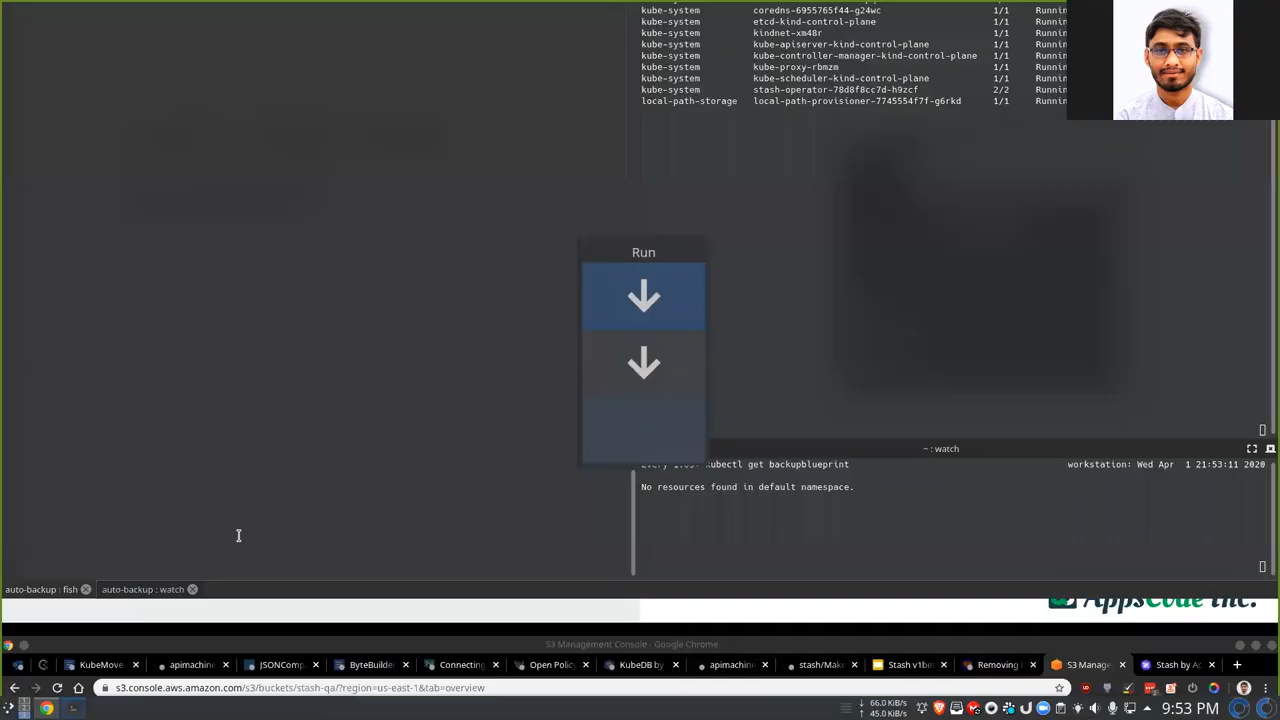 kube-system coredns-6955765f44-g24wc 1/1 Runnin
kube-system etcd-kind-control-plane 1/1 Runnin
kube-system kindnet-xm48r 1/1 Runnin
kube-system kube-apiserver-kind-control-plane 1/1 Runnin
kube-system kube-controller-manager-kind-control-plane 1/1 Runnin
kube-system kube-proxy-rbmzm 1/1 Runnin
kube-system kube-scheduler-kind-control-plane 1/1 Runnin
kube-system stash-operator-78d8f8cc7d-h9zcf 2/2 Runnin
local-path-storage local-path-provisioner-7745554f7f-g6rkd 1/1 Runnin
Run
~ : watch
kubectl get backupblueprint workstation: Wed Apr 1 21:53:11 2020
No resources found in default namespace.
auto-backup : fish auto-backup : watch
AppsCode Inc.
S3 Management Console - Google Chrome
KubeMove apimachine JSONComp ByteBuilde Connecting Open Policy KubeDB by apimachine stash/Make Stash v1bet Removing S3 Manage Stash by A
s3.console.aws.amazon.com/s3/buckets/stash-qa/?region=us-east-1&tab=overview
66.0 KiB/s
45.0 KiB/s
9:53 PM